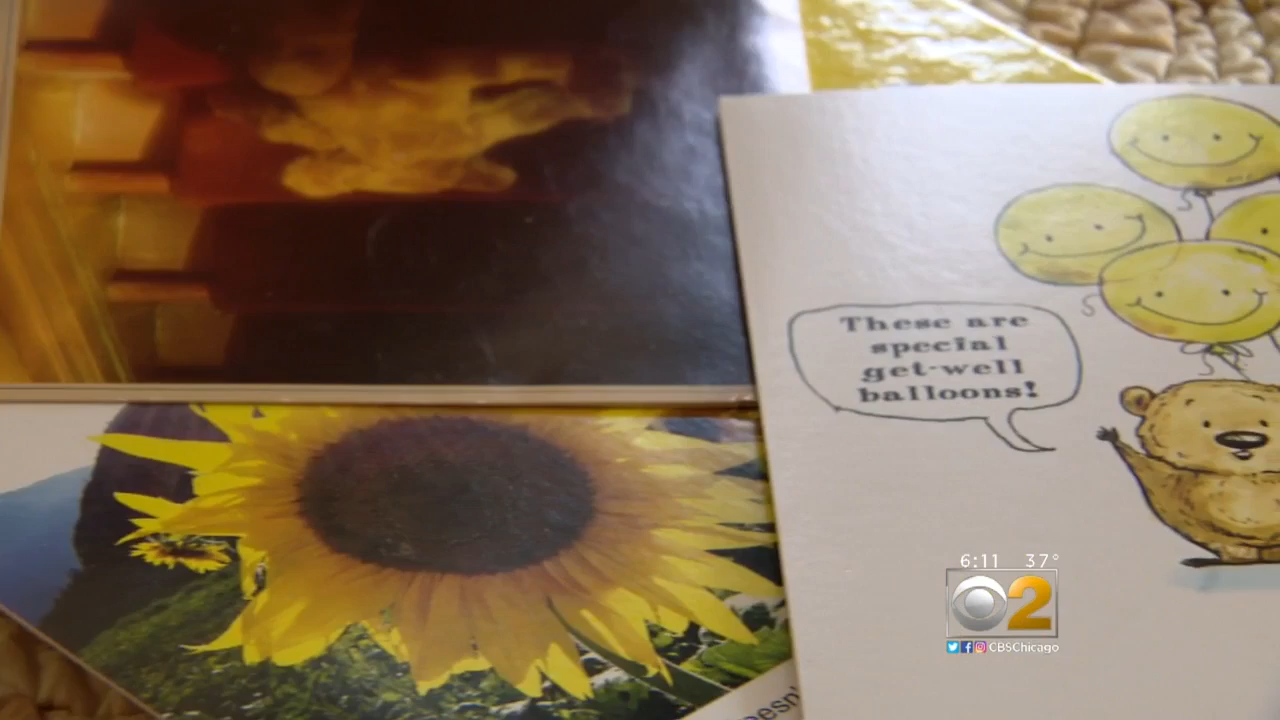 These are
special
get-well
balloons!
6:11 37°
2
CBSChicago